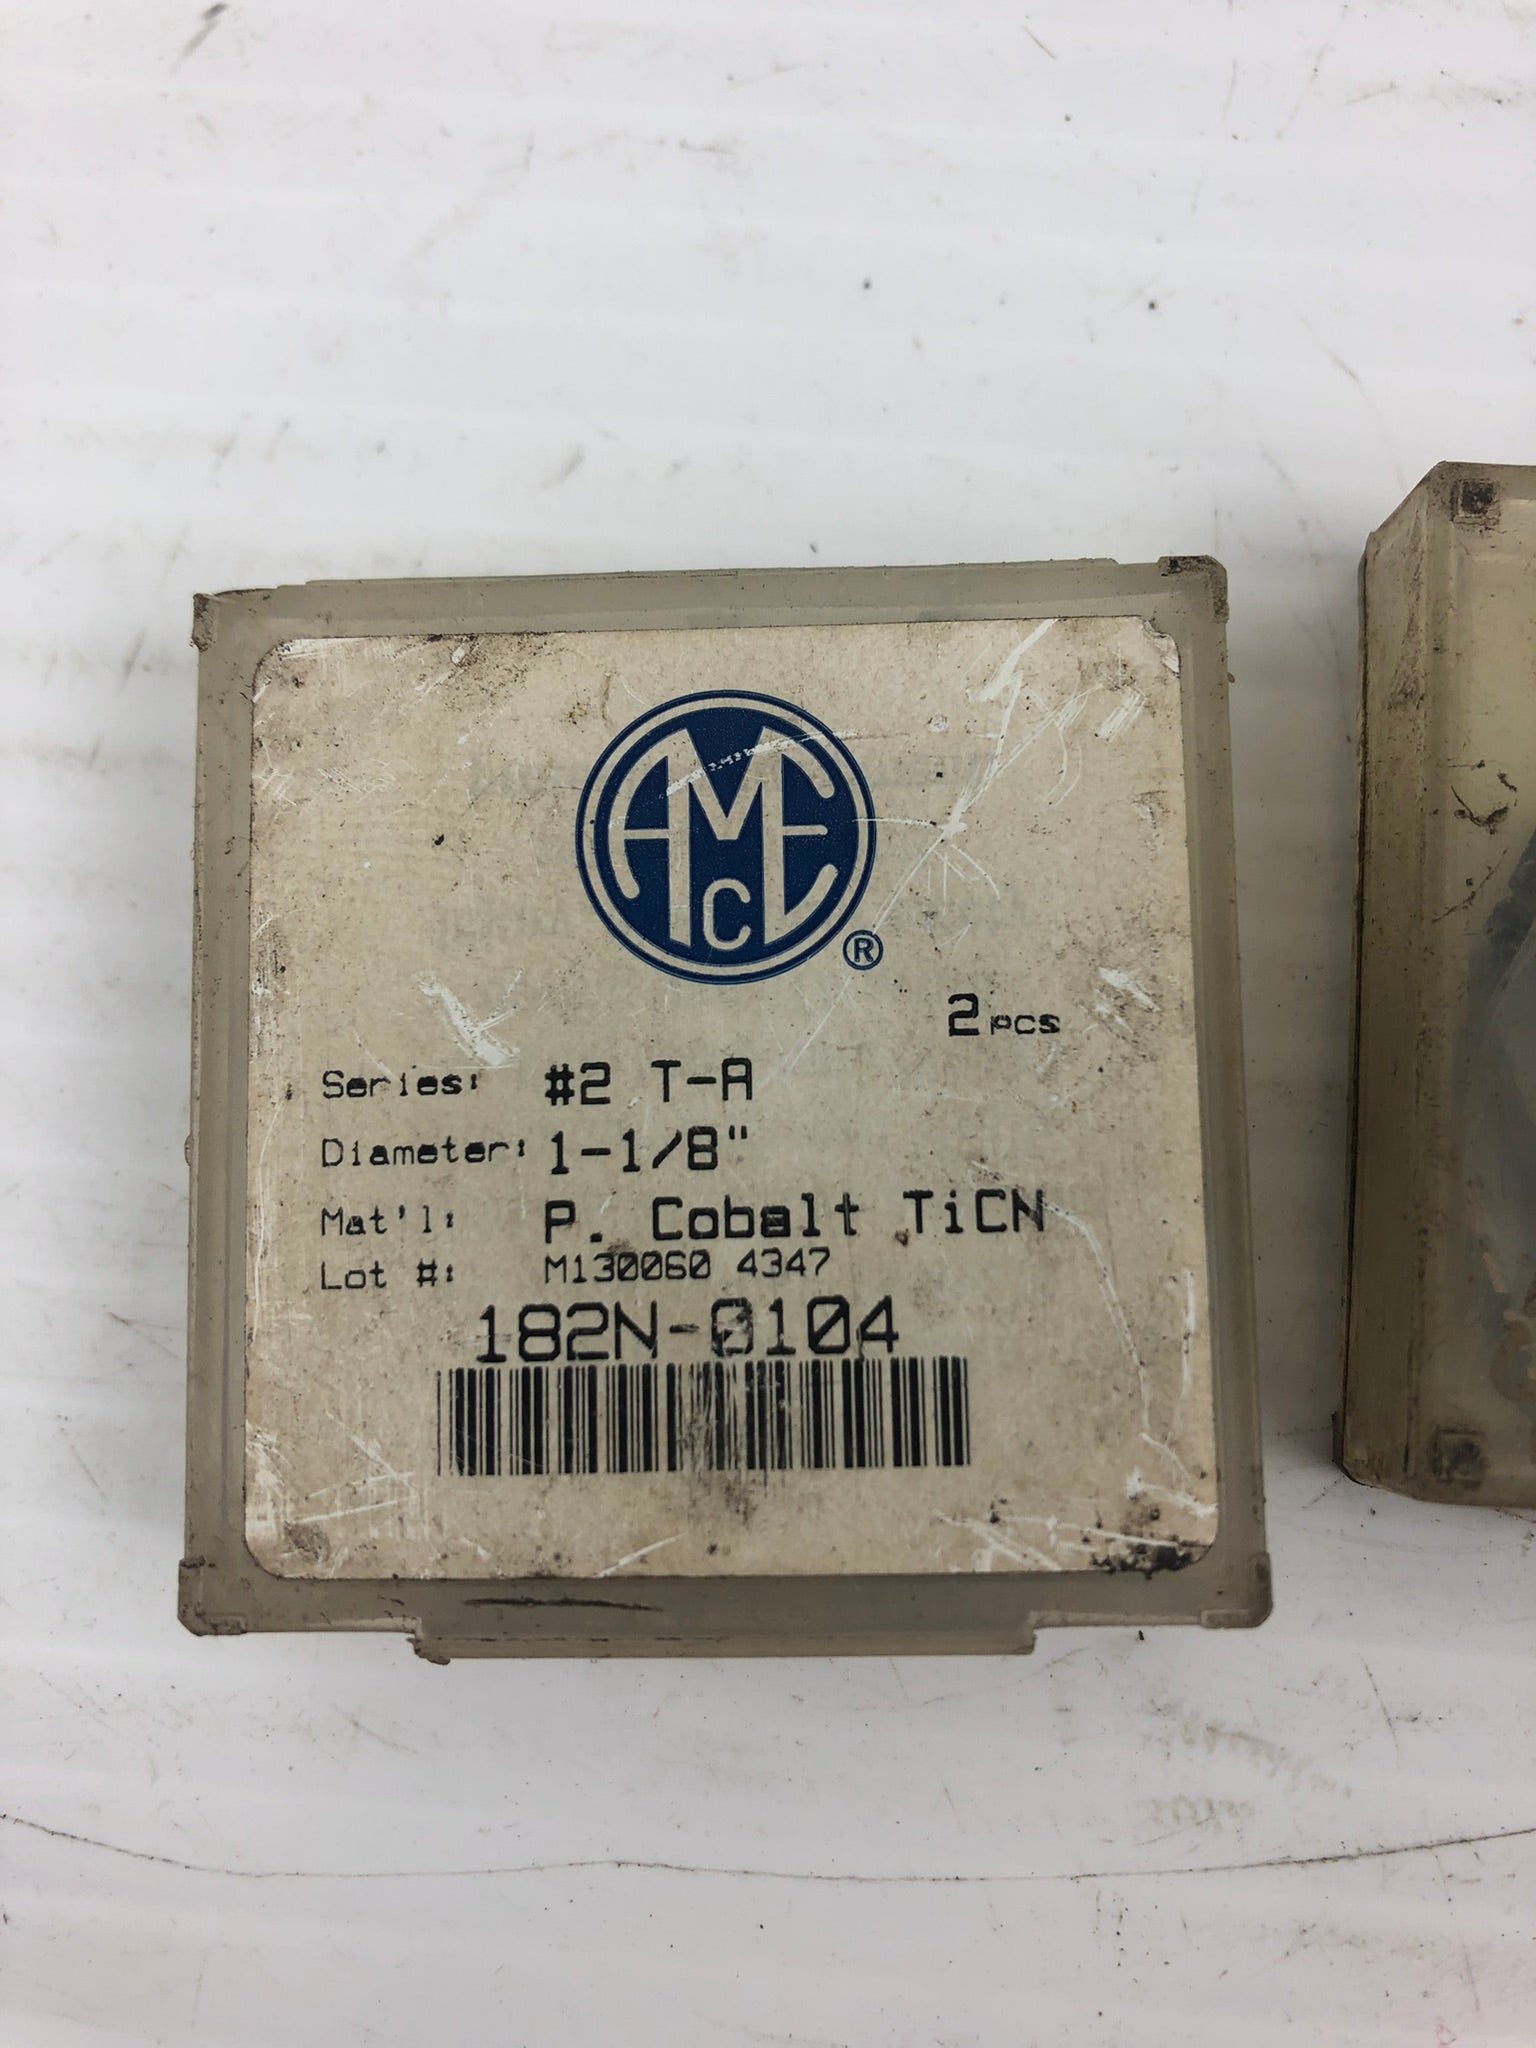 AMEC
®
2 pcs
Series: #2 T-A
Diameter: 1-1/8"
Mat'l: P. Cobalt TiCN
Lot #: M130060 4347
182N-0104